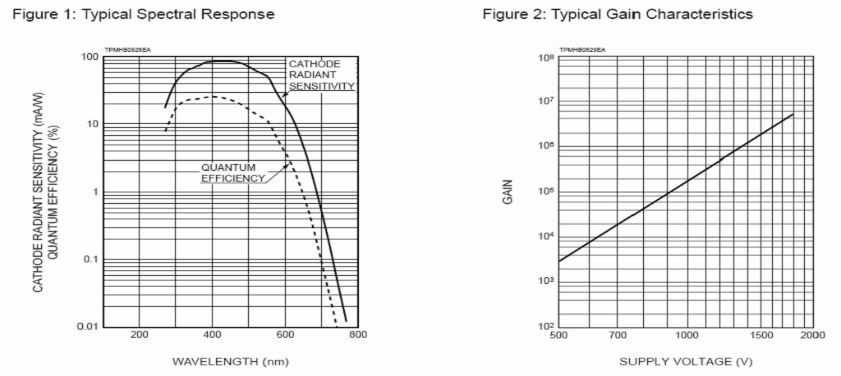 Figure 1: Typical Spectral Response
TPMHB0828EA
CATHODE RADIANT SENSITIVITY (mA/W)
QUANTUM EFFICIENCY (%)
100
10
1
0.1
0.01
CATHODE
RADIANT
SENSITIVITY
QUANTUM
EFFICIENCY
200 400 600 800
WAVELENGTH (nm)
Figure 2: Typical Gain Characteristics
TPMHB0829EA
GAIN
10⁸
10⁷
10⁶
10⁵
10⁴
10³
10²
500 700 1000 1500 2000
SUPPLY VOLTAGE (V)